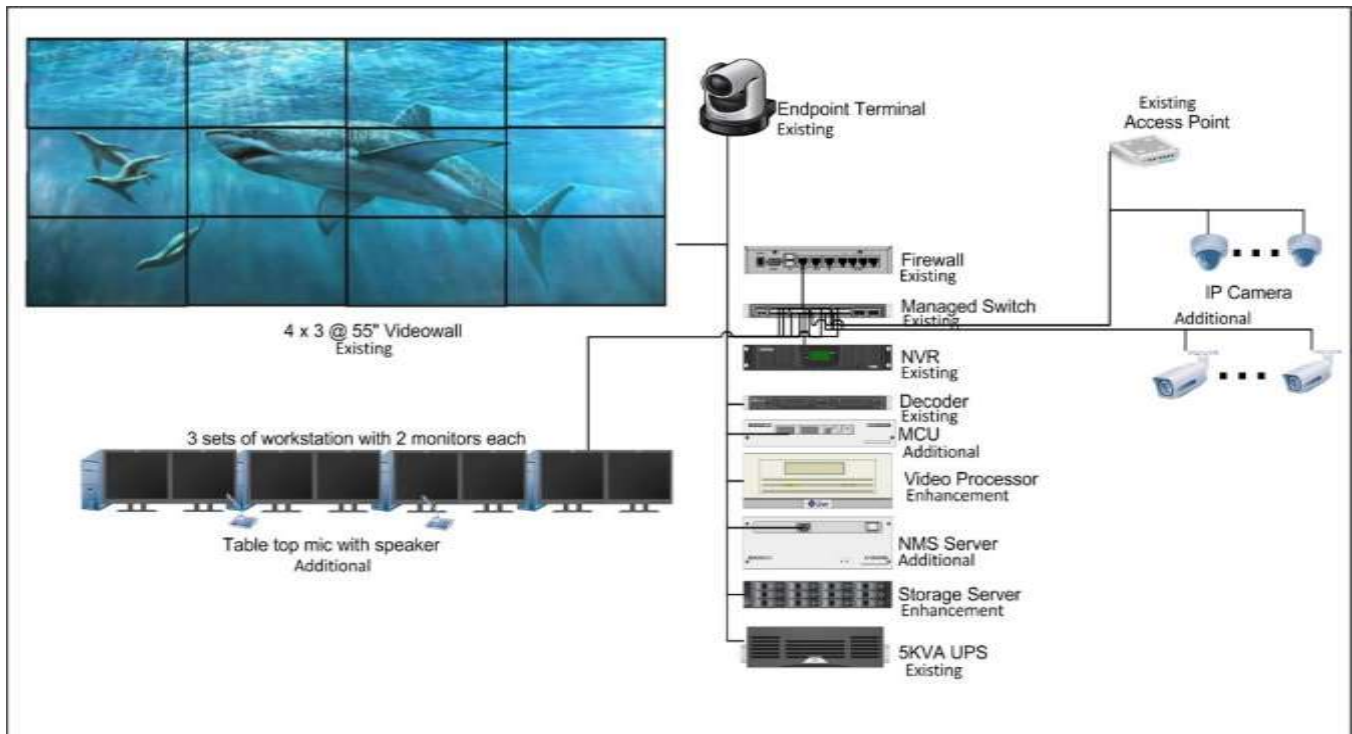 4 x 3 @ 55" Videowall
Existing
Endpoint Terminal
Existing
Existing
Access Point
Firewall
Existing
Managed Switch
Existing
IP Camera
Additional
NVR
Existing
Decoder
Existing
MCU
Additional
Video Processor
Enhancement
NMS Server
Additional
Storage Server
Enhancement
5KVA UPS
Existing
3 sets of workstation with 2 monitors each
Table top mic with speaker
Additional